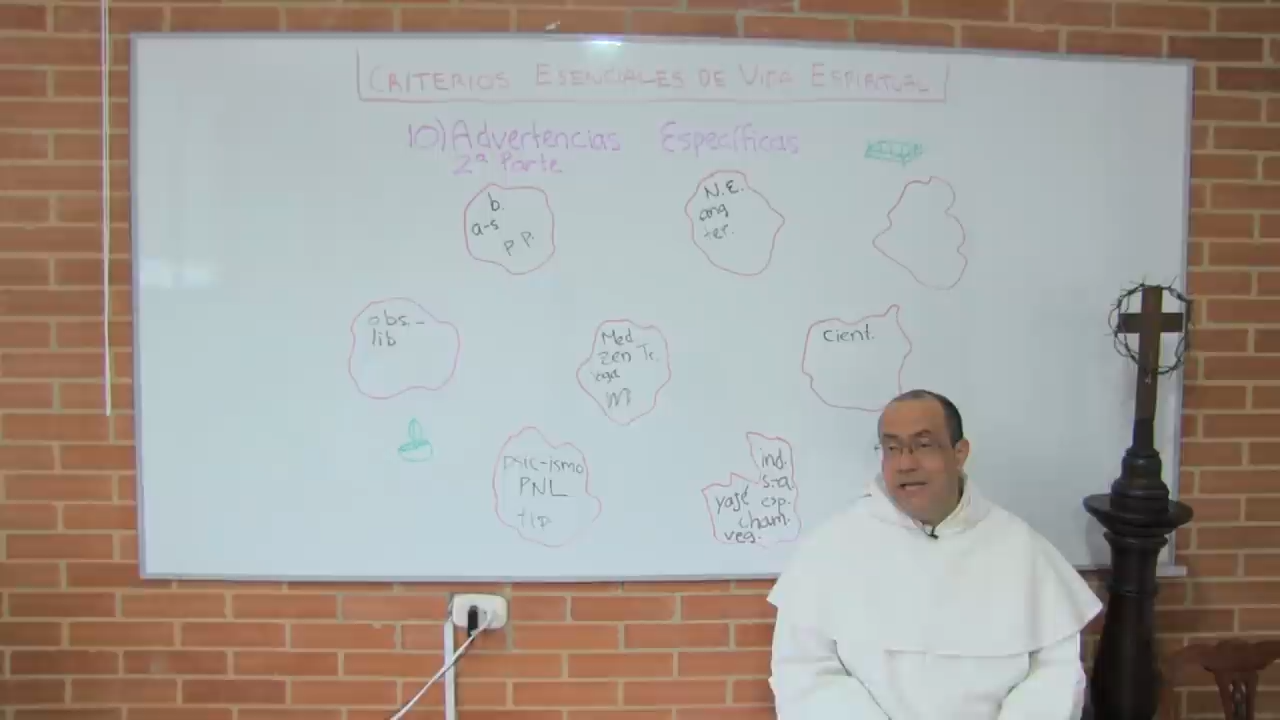 CRITERIOS ESENCIALES DE VIDA ESPIRITUAL
10) Advertencias Específicas
2ª Parte
b.
a-s
p p.
N.E.
ang
ter.
obs.-
lib
Med.
Zen Tr.
Yoga
M
cient.
psic-ismo
PNL
ind.
s-a
yajé esp.
cham.
veg.